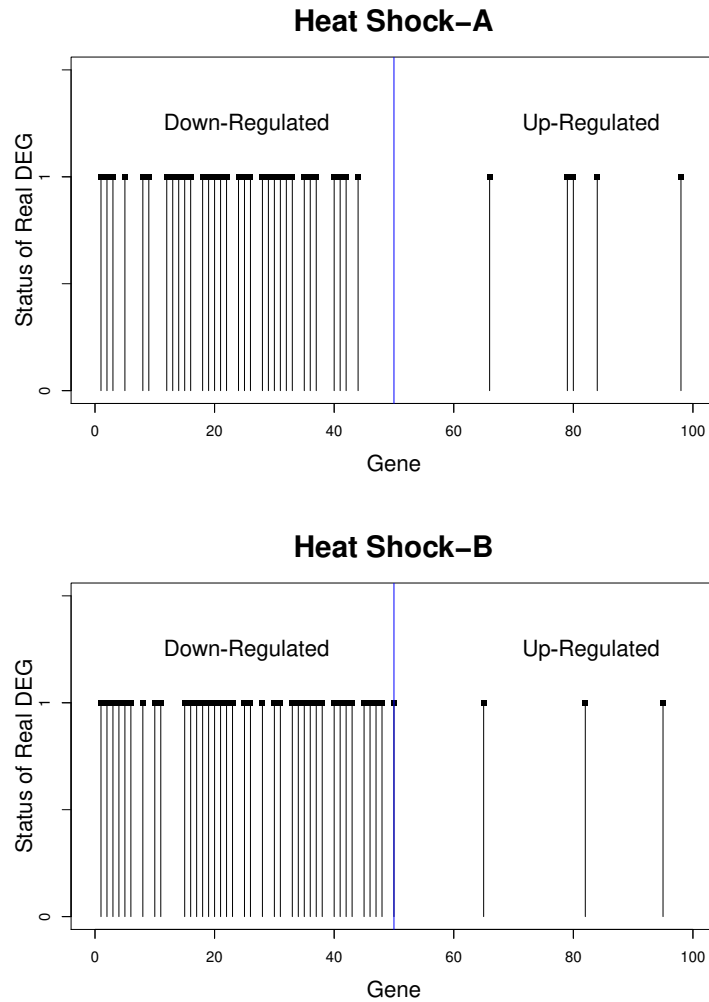 Heat Shock−A
Down-Regulated
Up-Regulated
Status of Real DEG
1
0
0 20 40 60 80 100
Gene
Heat Shock−B
Down-Regulated
Up-Regulated
Status of Real DEG
1
0
0 20 40 60 80 100
Gene